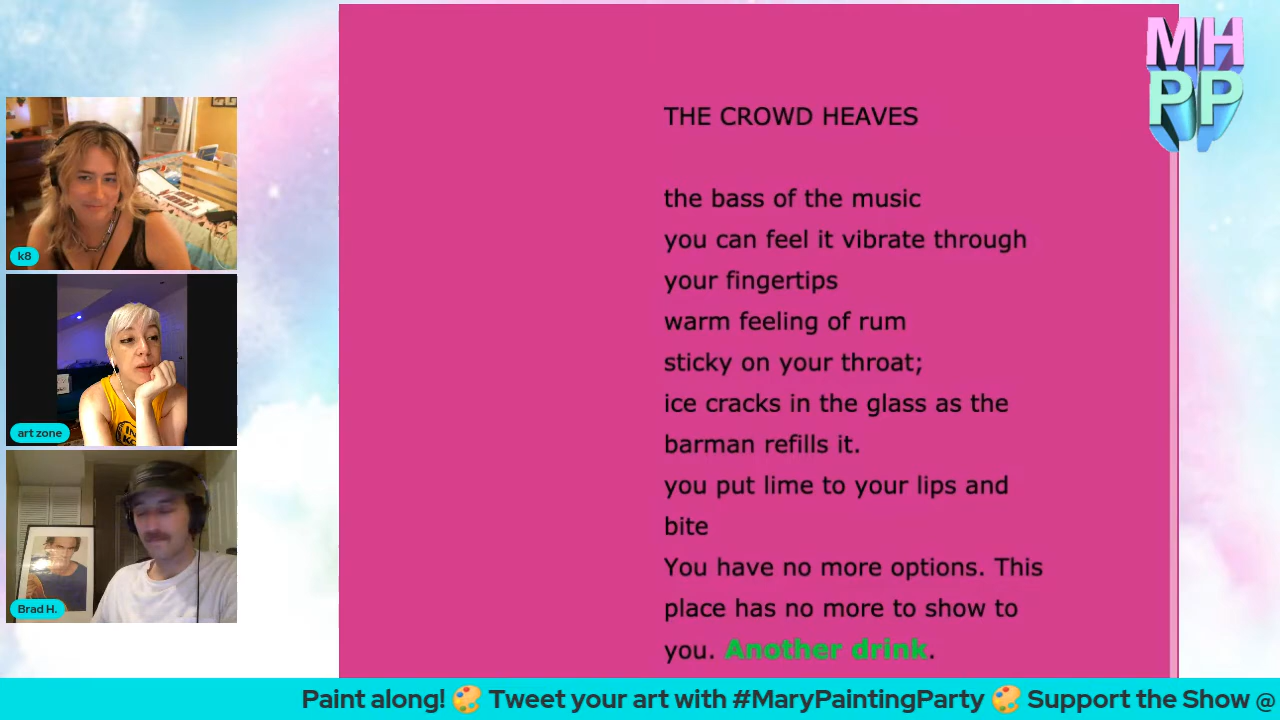 MH
PP
THE CROWD HEAVES
the bass of the music
you can feel it vibrate through
your fingertips
warm feeling of rum
sticky on your throat;
ice cracks in the glass as the
barman refills it.
you put lime to your lips and
bite
You have no more options. This
place has no more to show to
you. Another drink.
k8
art zone
Brad H.
Paint along! 🎨 Tweet your art with #MaryPaintingParty 🎨 Support the Show @